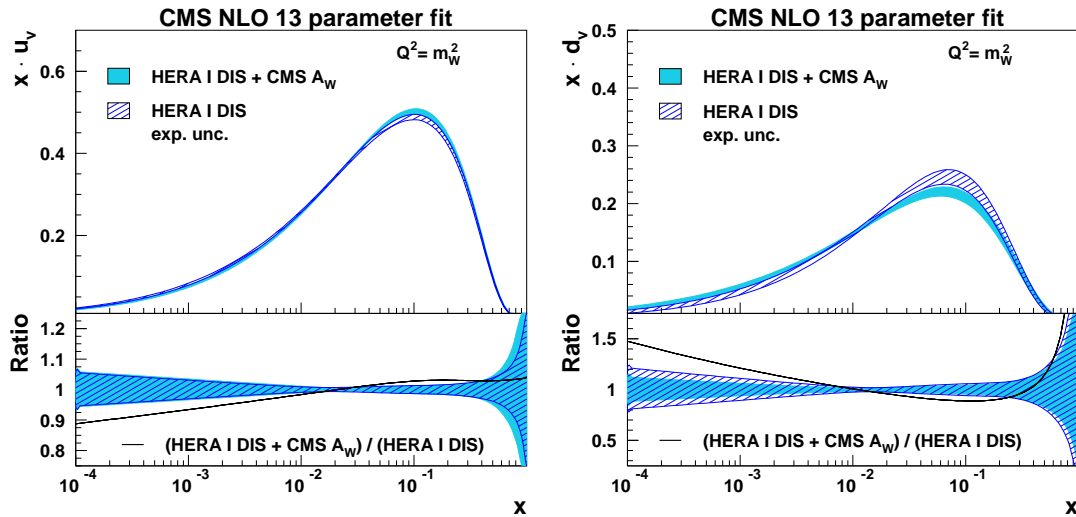 CMS NLO 13 parameter fit
x · u_v
Q² = m_W²
HERA I DIS + CMS A_W
HERA I DIS
exp. unc.
0.6
0.4
0.2
Ratio
1.2
1.1
1
0.9
0.8
(HERA I DIS + CMS A_W) / (HERA I DIS)
10⁻⁴ 10⁻³ 10⁻² 10⁻¹
x
CMS NLO 13 parameter fit
x · d_v
Q² = m_W²
HERA I DIS + CMS A_W
HERA I DIS
exp. unc.
0.5
0.4
0.3
0.2
0.1
Ratio
1.5
1
0.5
(HERA I DIS + CMS A_W) / (HERA I DIS)
10⁻⁴ 10⁻³ 10⁻² 10⁻¹
x